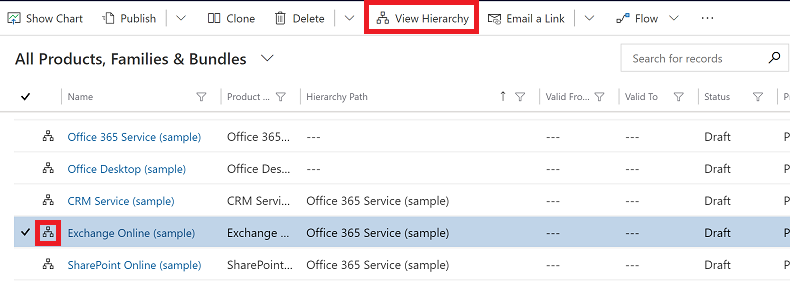 Show Chart Publish Clone Delete View Hierarchy Email a Link Flow ...
All Products, Families & Bundles Search for records
Name Product ... Hierarchy Path Valid Fro... Valid To Status P
Office 365 Service (sample) Office 365... --- --- --- Draft P
Office Desktop (sample) Office Des... --- --- --- Draft P
CRM Service (sample) CRM Servic... Office 365 Service (sample) --- --- Draft P
Exchange Online (sample) Exchange ... Office 365 Service (sample) --- --- Draft P
SharePoint Online (sample) SharePoint... Office 365 Service (sample) --- --- Draft P